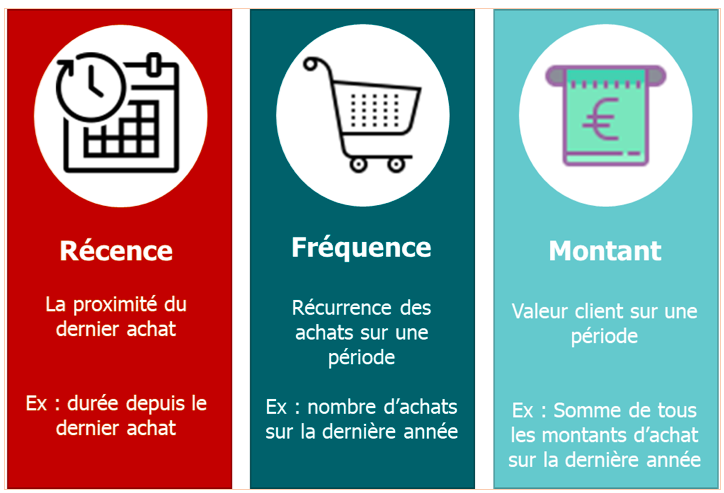 Récence
La proximité du
dernier achat
Ex : durée depuis le
dernier achat
Fréquence
Récurrence des
achats sur une
période
Ex : nombre d’achats
sur la dernière année
€
Montant
Valeur client sur une
période
Ex : Somme de tous
les montants d’achat
sur la dernière année